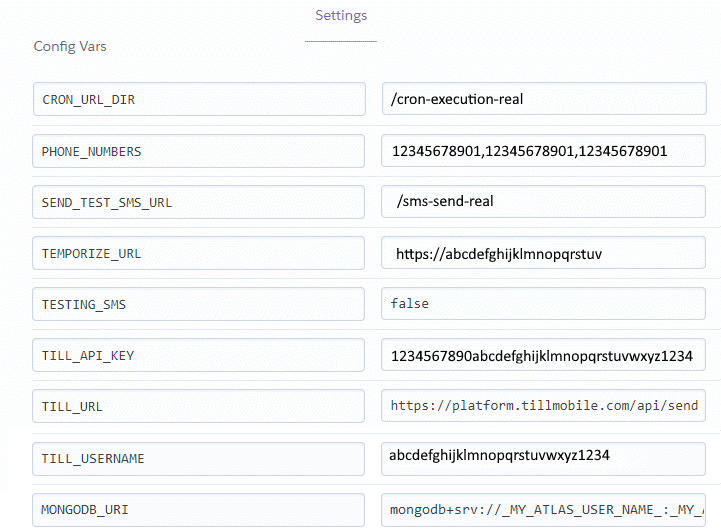 Settings
Config Vars
CRON_URL_DIR /cron-execution-real
PHONE_NUMBERS 12345678901,12345678901,12345678901
SEND_TEST_SMS_URL /sms-send-real
TEMPORIZE_URL https://abcdefghijklmnopqrstuv
TESTING_SMS false
TILL_API_KEY 1234567890abcdefghijklmnopqrstuvwxyz1234
TILL_URL https://platform.tillmobile.com/api/send
TILL_USERNAME abcdefghijklmnopqrstuvwxyz1234
MONGODB_URI mongodb+srv://_MY_ATLAS_USER_NAME_:_MY_